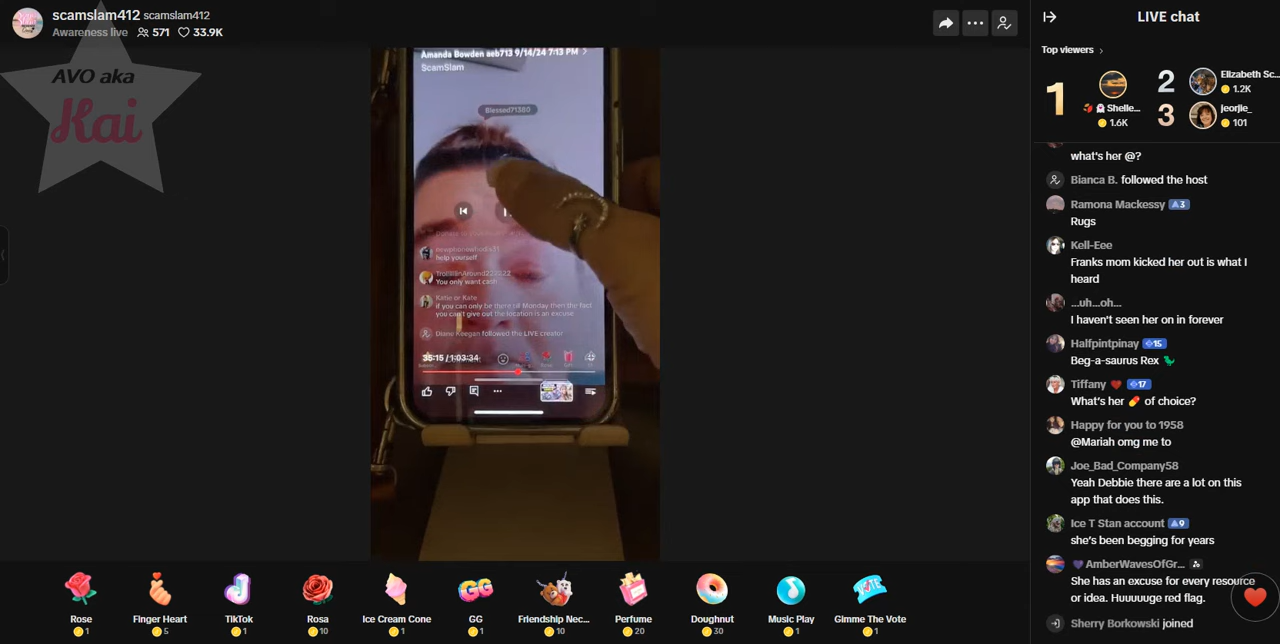 scamslam412 scamslam412
Awareness live 571 33.9K
AVO aka
Kai
Amanda Bowden aeb713 9/14/24 7:13 PM
ScamSlam
Blessed71360
help yourself
TrollllinAround222222
You only want cash
Katie or Kate
if you can only be there til Monday then the fact
you can't give out the location is an excuse
Diane Keegan followed the LIVE creator
35:15 / 1:03:34
Rose
1
Finger Heart
5
TikTok
1
Rosa
10
Ice Cream Cone
1
GG
1
Friendship Nec...
10
Perfume
20
Doughnut
30
Music Play
1
Gimme The Vote
1
LIVE chat
Top viewers
1
Shelle...
1.6K
2
Elizabeth Sc...
1.2K
3
jeorjie_
101
what's her @?
Bianca B. followed the host
Ramona Mackessy 3
Rugs
Kell-Eee
Franks mom kicked her out is what I
heard
...uh...oh...
I haven't seen her on in forever
Halfpintpinay 15
Beg-a-saurus Rex
Tiffany 17
What's her of choice?
Happy for you to 1958
@Mariah omg me to
Joe_Bad_Company58
Yeah Debbie there are a lot on this
app that does this.
Ice T Stan account 9
she's been begging for years
AmberWavesOfGr...
She has an excuse for every resource
or idea. Huuuuuge red flag.
Sherry Borkowski joined